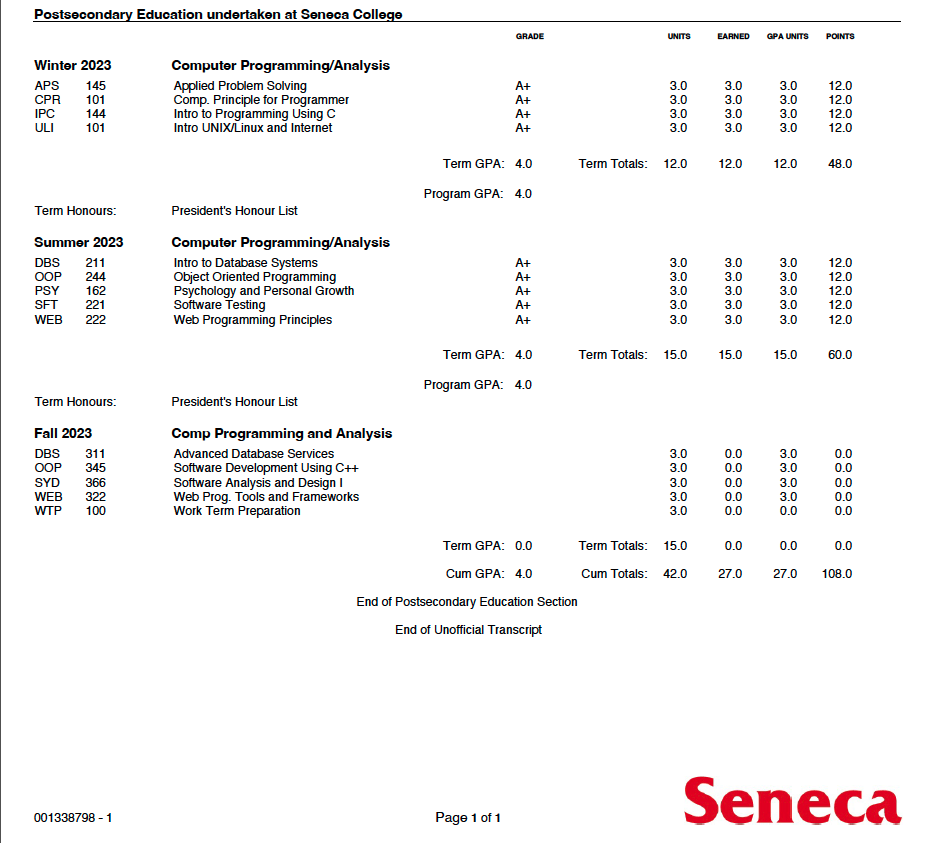 Postsecondary Education undertaken at Seneca College
GRADE UNITS EARNED GPA UNITS POINTS
Winter 2023 Computer Programming/Analysis
APS 145 Applied Problem Solving A+ 3.0 3.0 3.0 12.0
CPR 101 Comp. Principle for Programmer A+ 3.0 3.0 3.0 12.0
IPC 144 Intro to Programming Using C A+ 3.0 3.0 3.0 12.0
ULI 101 Intro UNIX/Linux and Internet A+ 3.0 3.0 3.0 12.0
Term GPA: 4.0 Term Totals: 12.0 12.0 12.0 48.0
Program GPA: 4.0
Term Honours: President's Honour List
Summer 2023 Computer Programming/Analysis
DBS 211 Intro to Database Systems A+ 3.0 3.0 3.0 12.0
OOP 244 Object Oriented Programming A+ 3.0 3.0 3.0 12.0
PSY 162 Psychology and Personal Growth A+ 3.0 3.0 3.0 12.0
SFT 221 Software Testing A+ 3.0 3.0 3.0 12.0
WEB 222 Web Programming Principles A+ 3.0 3.0 3.0 12.0
Term GPA: 4.0 Term Totals: 15.0 15.0 15.0 60.0
Program GPA: 4.0
Term Honours: President's Honour List
Fall 2023 Comp Programming and Analysis
DBS 311 Advanced Database Services 3.0 0.0 3.0 0.0
OOP 345 Software Development Using C++ 3.0 0.0 3.0 0.0
SYD 366 Software Analysis and Design I 3.0 0.0 3.0 0.0
WEB 322 Web Prog. Tools and Frameworks 3.0 0.0 3.0 0.0
WTP 100 Work Term Preparation 3.0 0.0 0.0 0.0
Term GPA: 0.0 Term Totals: 15.0 0.0 0.0 0.0
Cum GPA: 4.0 Cum Totals: 42.0 27.0 27.0 108.0
End of Postsecondary Education Section
End of Unofficial Transcript
001338798 - 1 Page 1 of 1 Seneca